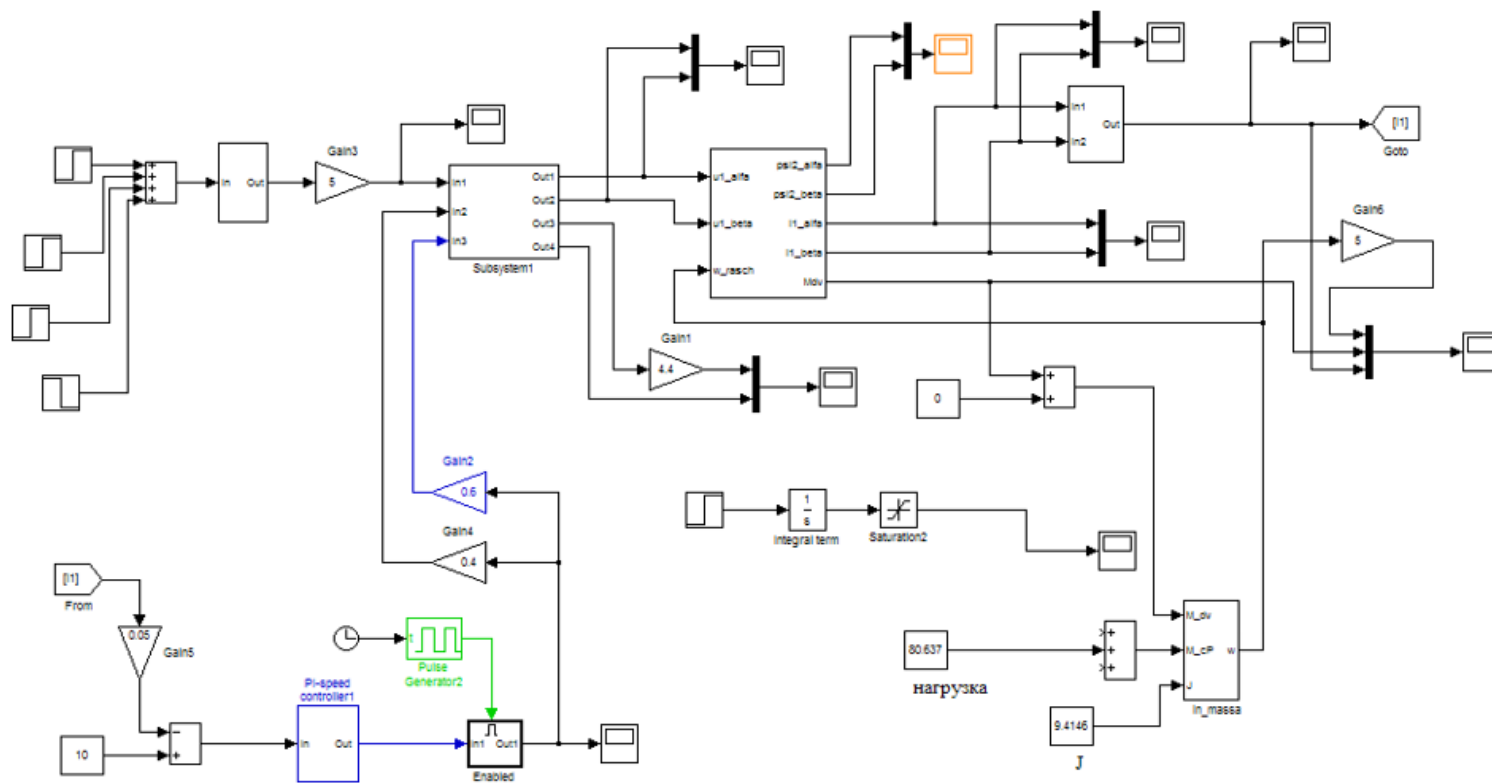 Gain3
In
Out
5
In1
In2
In3
Out1
Out2
Out3
Out4
Subsystem1
u1_alfa
u1_beta
w_rasch
psi2_alfa
psi2_beta
I1_alfa
I1_beta
Mdv
In1
In2
Out
[I1]
Goto
Gain6
5
Gain1
4.4
0
+
+
+
+
+
+
Gain2
0.6
Gain4
0.4
1
s
Integral term
Saturation2
[I1]
From
0.05
Gain5
t
Pulse
Generator2
PI-speed
controller1
In
Out
10
−
+
In1
Out1
Enabled
80.637
нагрузка
+
+
+
M_dv
M_cP
J
w
In_massa
9.4146
J